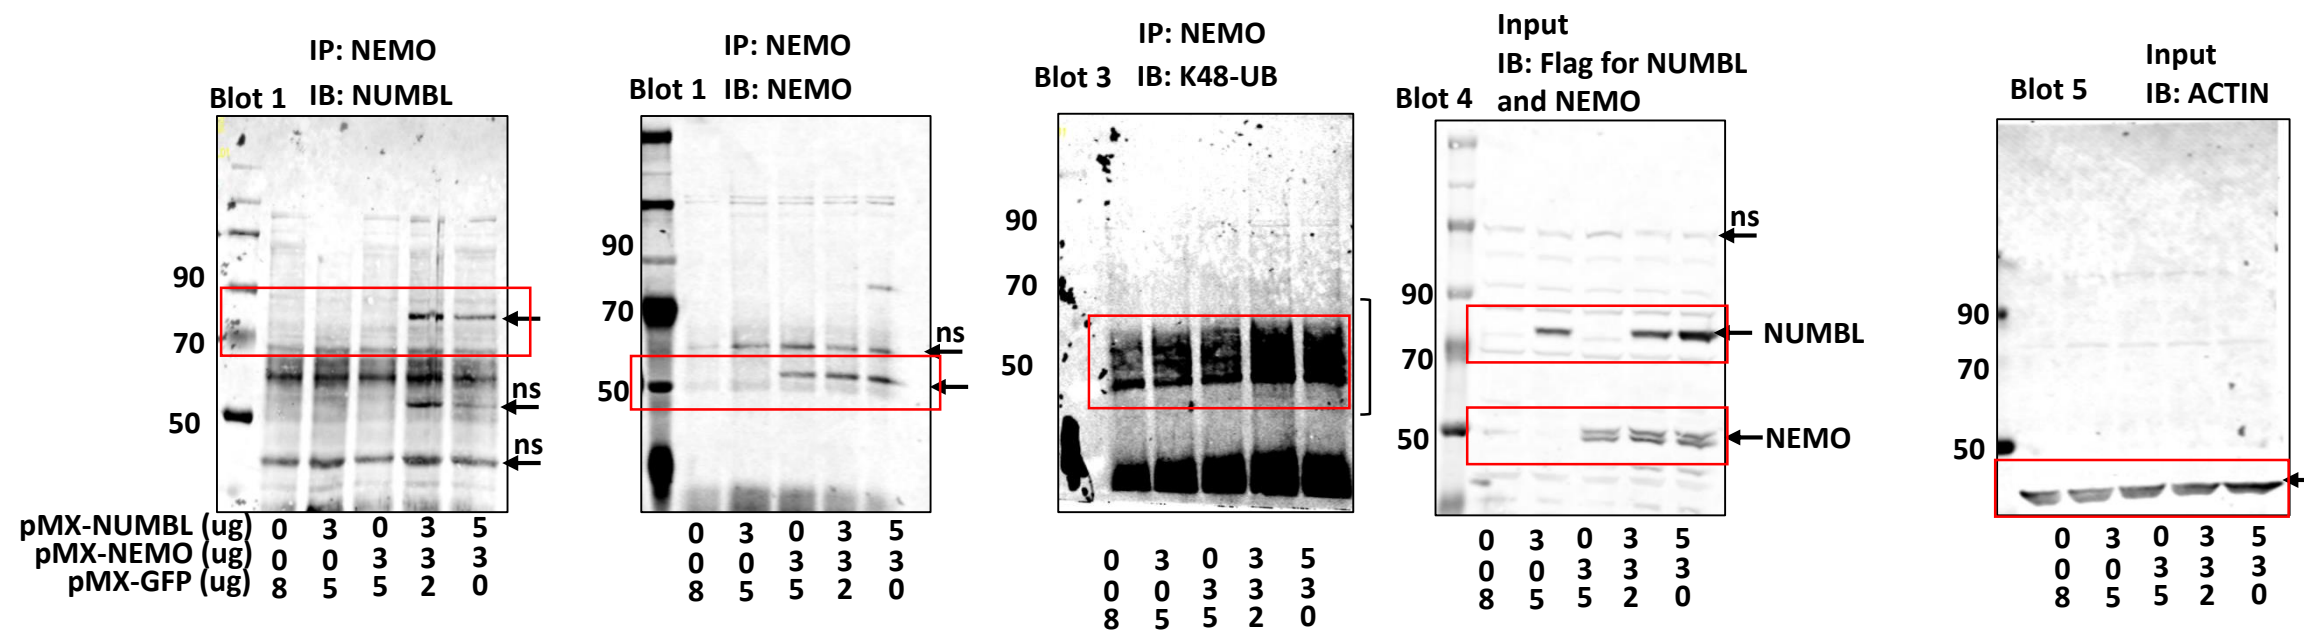 IP: NEMO
Blot 1 IB: NUMBL
90
70
50
ns
ns
IP: NEMO
Blot 1 IB: NEMO
90
70
50
ns
IP: NEMO
Blot 3 IB: K48-UB
90
70
50
Input
IB: Flag for NUMBL
Blot 4 and NEMO
ns
90
70
50
NUMBL
NEMO
Input
Blot 5 IB: ACTIN
90
70
50
pMX-NUMBL (ug) 0 3 0 3 5
pMX-NEMO (ug) 0 0 3 3 3
pMX-GFP (ug) 8 5 5 2 0
0 3 0 3 5
0 0 3 3 3
8 5 5 2 0
0 3 0 3 5
0 0 3 3 3
8 5 5 2 0
0 3 0 3 5
0 0 3 3 3
8 5 5 2 0
0 3 0 3 5
0 0 3 3 3
8 5 5 2 0